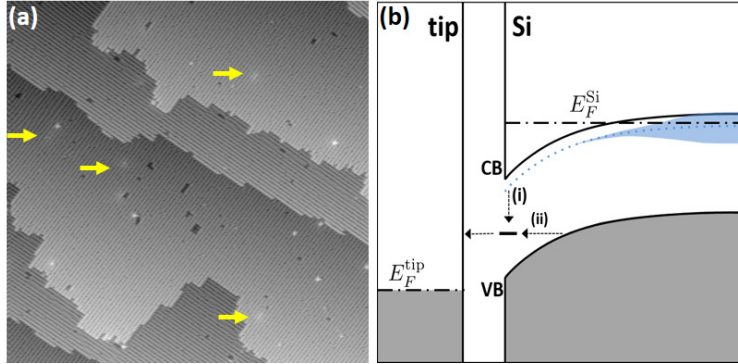 (a)
(b)
tip
Si
E_F^Si
CB
(i)
(ii)
E_F^tip
VB